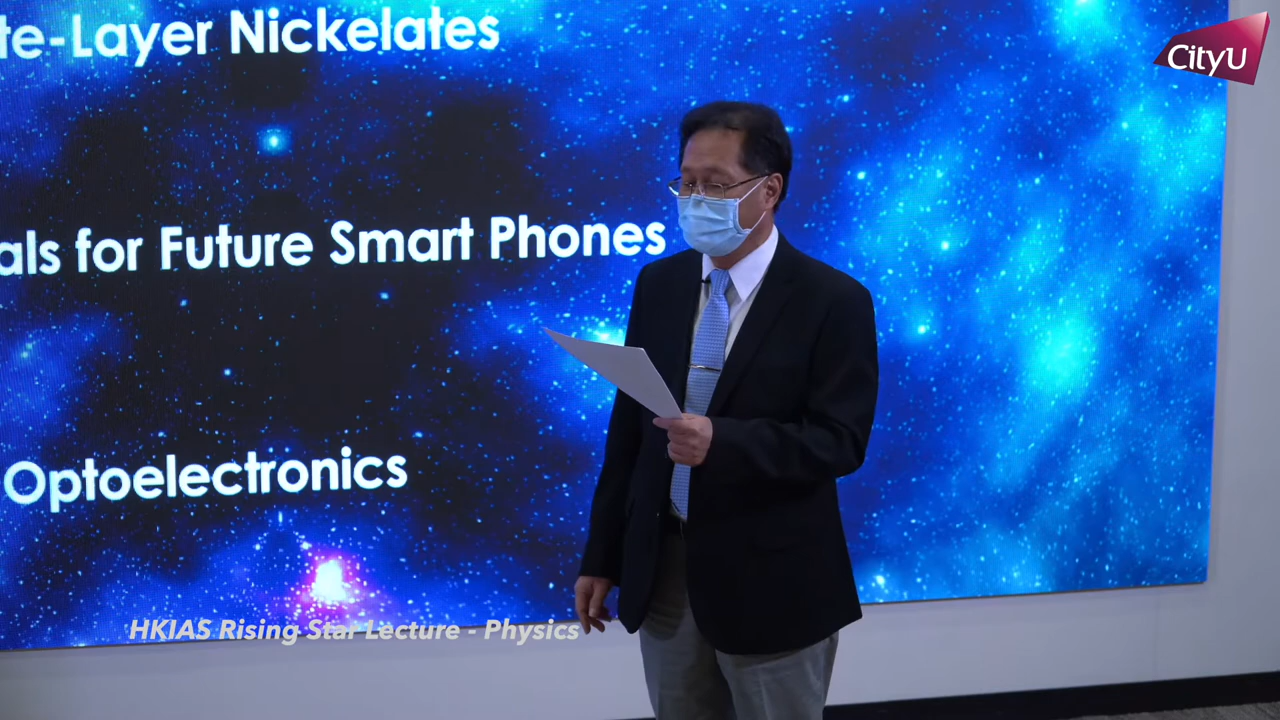 te-Layer Nickelates
CityU
als for Future Smart Phones
Optoelectronics
HKIAS Rising Star Lecture - Physics